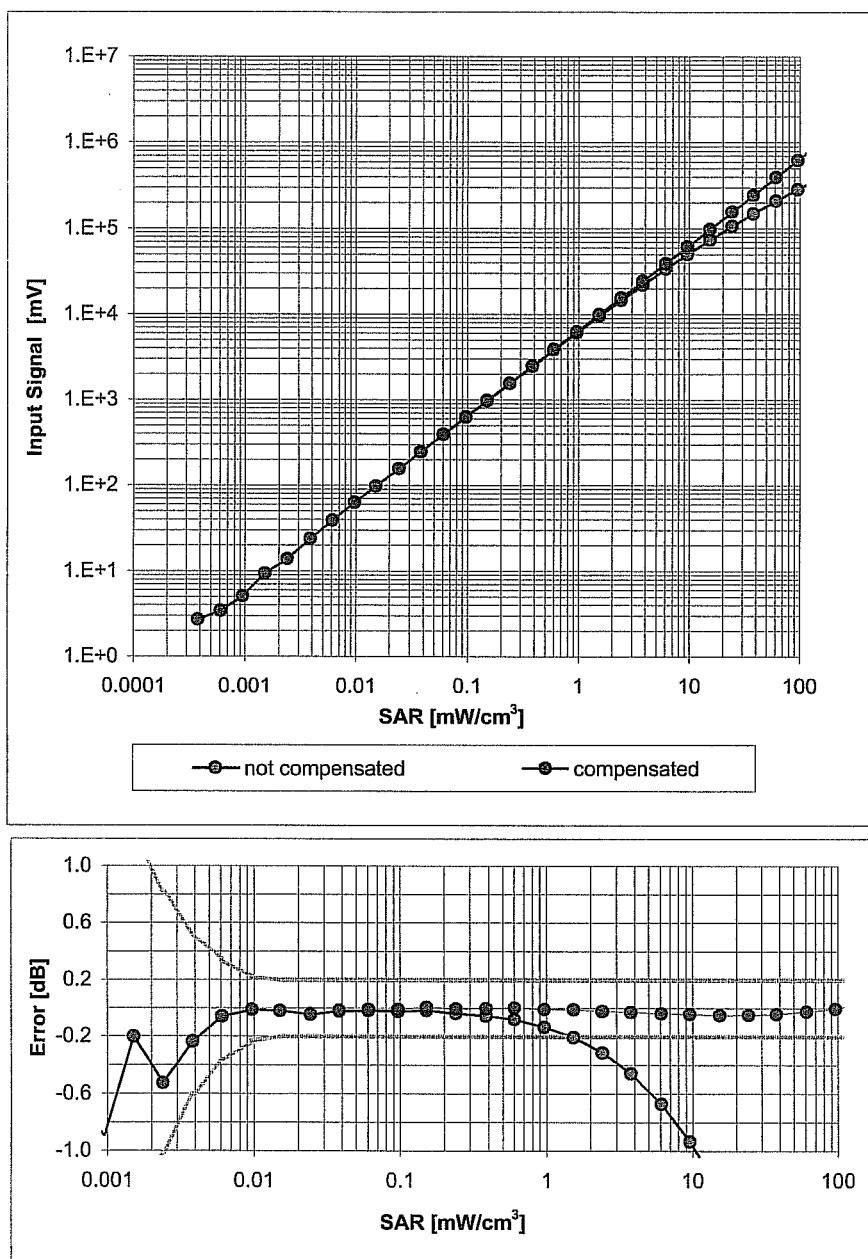 1.E+7
1.E+6
1.E+5
1.E+4
1.E+3
1.E+2
1.E+1
1.E+0
Input Signal [mV]
0.0001 0.001 0.01 0.1 1 10 100
SAR [mW/cm³]
not compensated compensated
1.0
0.6
0.2
-0.2
-0.6
-1.0
Error [dB]
0.001 0.01 0.1 1 10 100
SAR [mW/cm³]